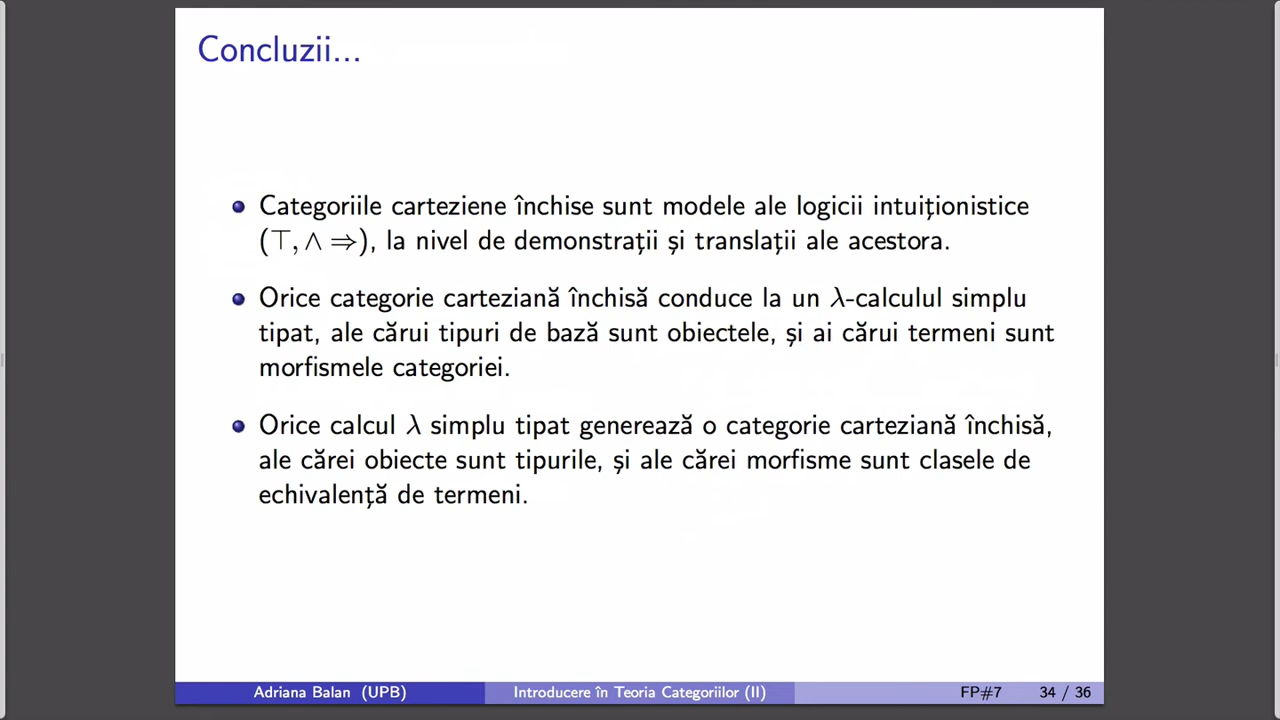 Concluzii...
Categoriile carteziene închise sunt modele ale logicii intuiționistice
(⊤, ∧ ⇒), la nivel de demonstrații și translații ale acestora.
Orice categorie carteziană închisă conduce la un λ-calculul simplu
tipat, ale cărui tipuri de bază sunt obiectele, și ai cărui termeni sunt
morfismele categoriei.
Orice calcul λ simplu tipat generează o categorie carteziană închisă,
ale cărei obiecte sunt tipurile, și ale cărei morfisme sunt clasele de
echivalență de termeni.
Adriana Balan (UPB) Introducere în Teoria Categoriilor (II) FP#7 34 / 36